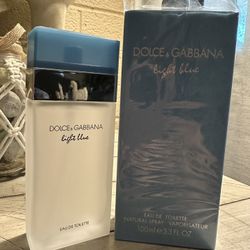 DOLCE & GABBANA
light blue
EAU DE TOILETTE
DOLCE & GABBANA
light blue
EAU DE TOILETTE
NATURAL SPRAY - VAPORISATEUR
100ml℮3.3 FL.OZ.